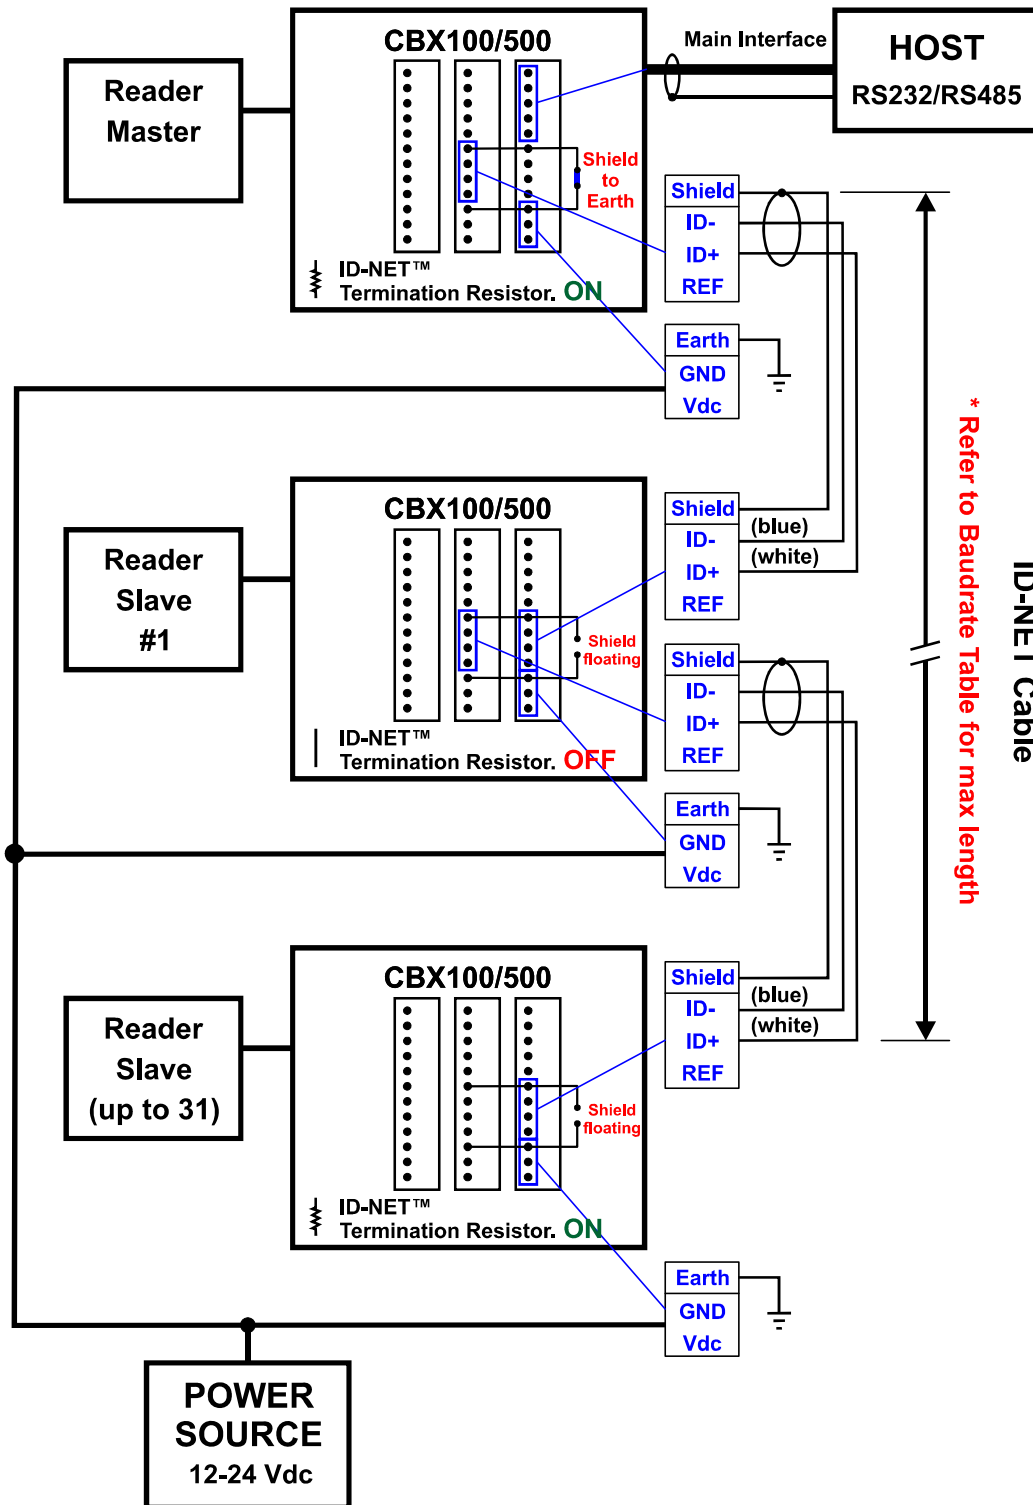 CBX100/500
Main Interface
HOST
RS232/RS485
Reader
Master
Shield
to
Earth
ID-NET™
Termination Resistor. ON
Shield
ID-
ID+
REF
Earth
GND
Vdc
CBX100/500
Reader
Slave
#1
Shield
floating
ID-NET™
Termination Resistor. OFF
Shield
(blue)
ID-
(white)
ID+
REF
Shield
ID-
ID+
REF
Earth
GND
Vdc
* Refer to Baudrate Table for max length
ID-NET Cable
CBX100/500
Reader
Slave
(up to 31)
Shield
floating
ID-NET™
Termination Resistor. ON
Shield
(blue)
ID-
(white)
ID+
REF
Earth
GND
Vdc
POWER
SOURCE
12-24 Vdc